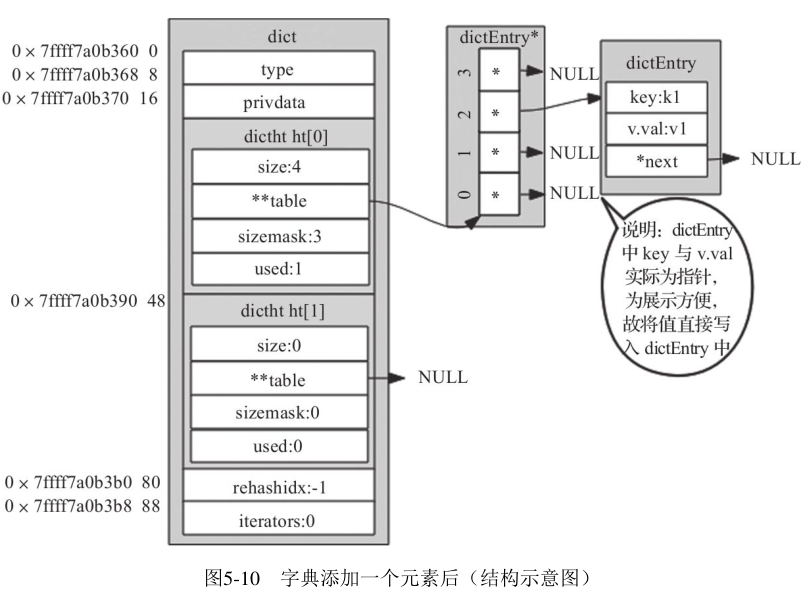 dict
0 × 7ffff7a0b360 0
0 × 7ffff7a0b368 8
type
0 × 7ffff7a0b370 16
privdata
dictht ht[0]
size:4
**table
sizemask:3
used:1
0 × 7ffff7a0b390 48
dictht ht[1]
size:0
**table
NULL
sizemask:0
used:0
0 × 7ffff7a0b3b0 80
rehashidx:-1
0 × 7ffff7a0b3b8 88
iterators:0
dictEntry*
3 * NULL
2 *
1 * NULL
0 * NULL
dictEntry
key:k1
v.val:v1
*next
NULL
说明：dictEntry
中 key 与 v.val
实际为指针，
为展示方便，
故将值直接写
入 dictEntry 中
图5-10 字典添加一个元素后（结构示意图）